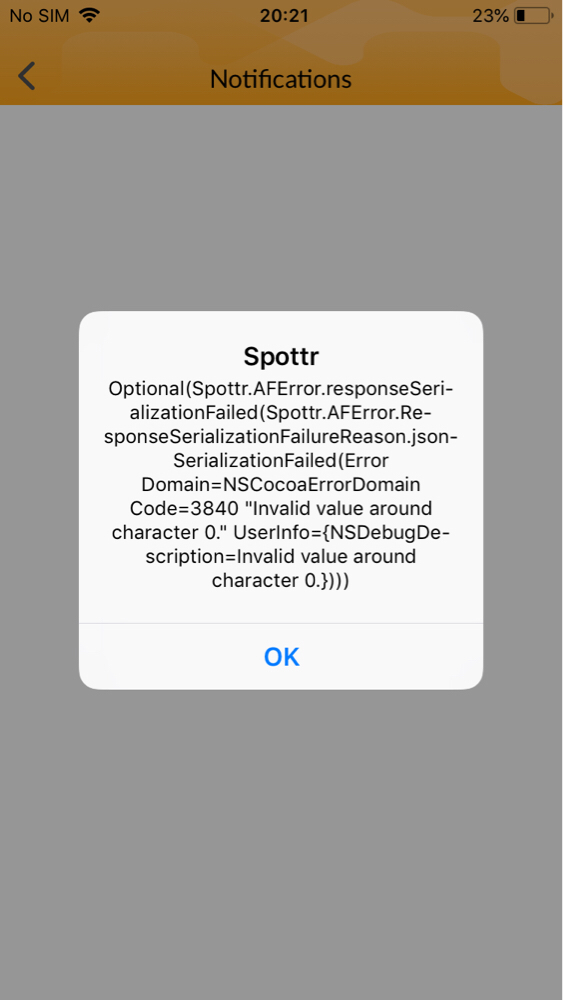 No SIM 20:21 23%
Notifications
Spottr
Optional(Spottr.AFError.responseSeri-
alizationFailed(Spottr.AFError.Re-
sponseSerializationFailureReason.json-
SerializationFailed(Error
Domain=NSCocoaErrorDomain
Code=3840 "Invalid value around
character 0." UserInfo={NSDebugDe-
scription=Invalid value around
character 0.})))
OK